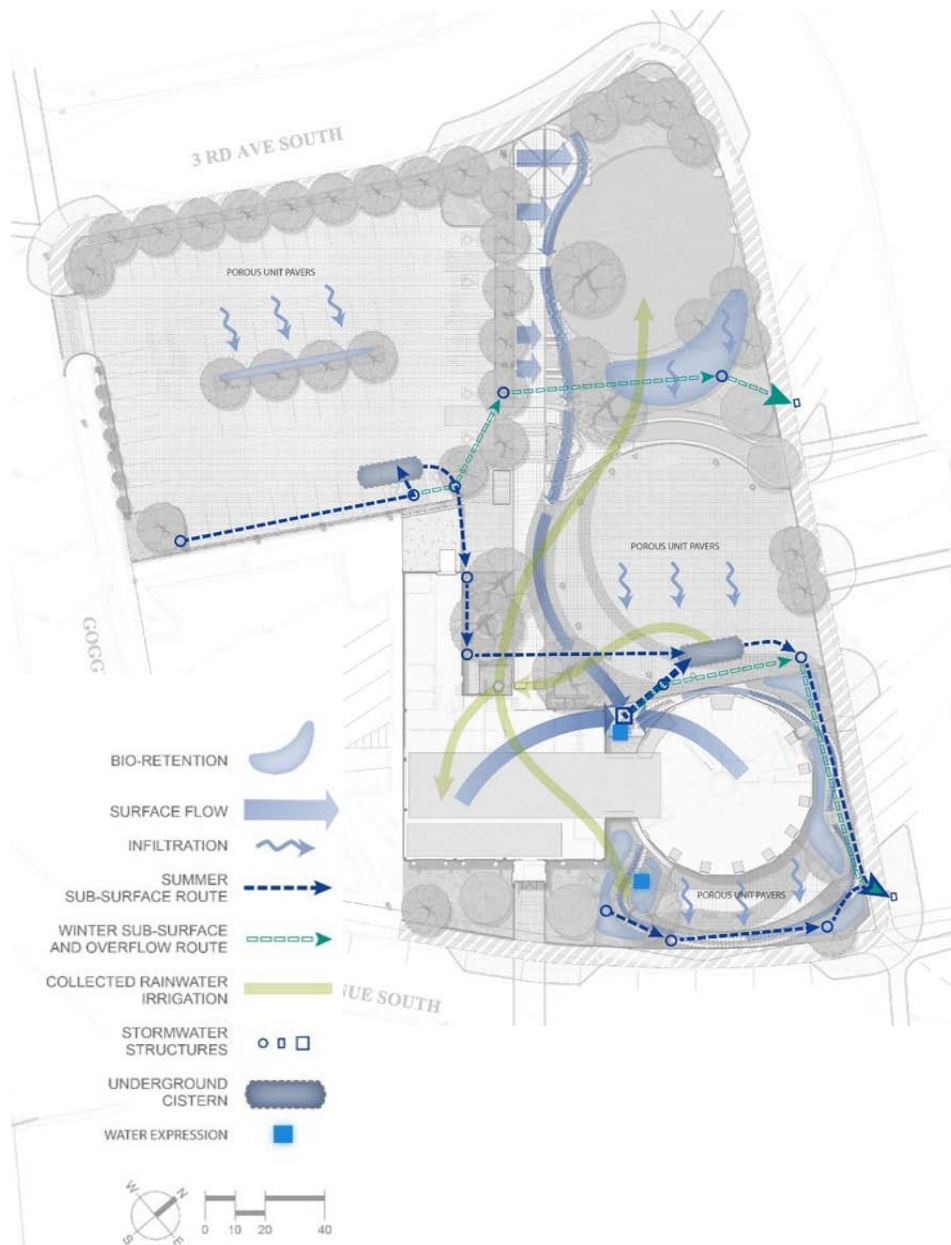 3 RD AVE SOUTH
POROUS UNIT PAVERS
POROUS UNIT PAVERS
GOGG
POROUS UNIT PAVERS
NUE SOUTH
BIO-RETENTION
SURFACE FLOW
INFILTRATION
SUMMER
SUB-SURFACE ROUTE
WINTER SUB-SURFACE
AND OVERFLOW ROUTE
COLLECTED RAINWATER
IRRIGATION
STORMWATER
STRUCTURES
UNDERGROUND
CISTERN
WATER EXPRESSION
W N
S E
0 10 20 40